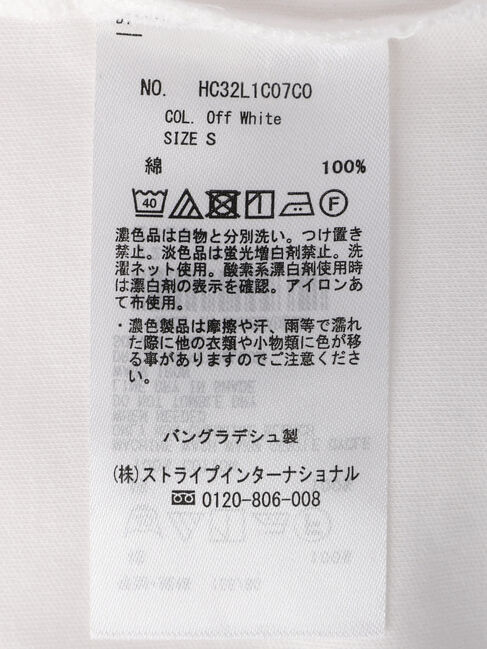 NO. HC32L1C07C0
COL. Off White
SIZE S
綿 100%
40 F
濃色品は白物と分別洗い。つけ置き
禁止。淡色品は蛍光増白剤禁止。洗
濯ネット使用。酸素系漂白剤使用時
は漂白剤の表示を確認。アイロンあ
て布使用。
・濃色製品は摩擦や汗、雨等で濡れ
た際に他の衣類や小物類に色が移
る事がありますのでご注意くださ
い。
バングラデシュ製
(株)ストライプインターナショナル
0120-806-008